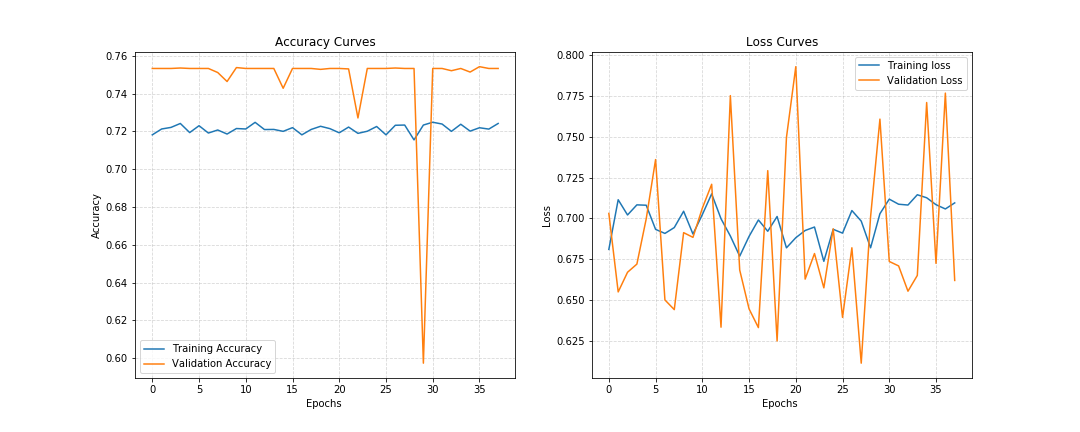 Accuracy Curves
0.76
0.74
0.72
0.70
0.68
0.66
0.64
0.62
0.60
Accuracy
Training Accuracy
Validation Accuracy
0 5 10 15 20 25 30 35
Epochs
Loss Curves
0.800
0.775
0.750
0.725
0.700
0.675
0.650
0.625
Loss
Training loss
Validation Loss
0 5 10 15 20 25 30 35
Epochs